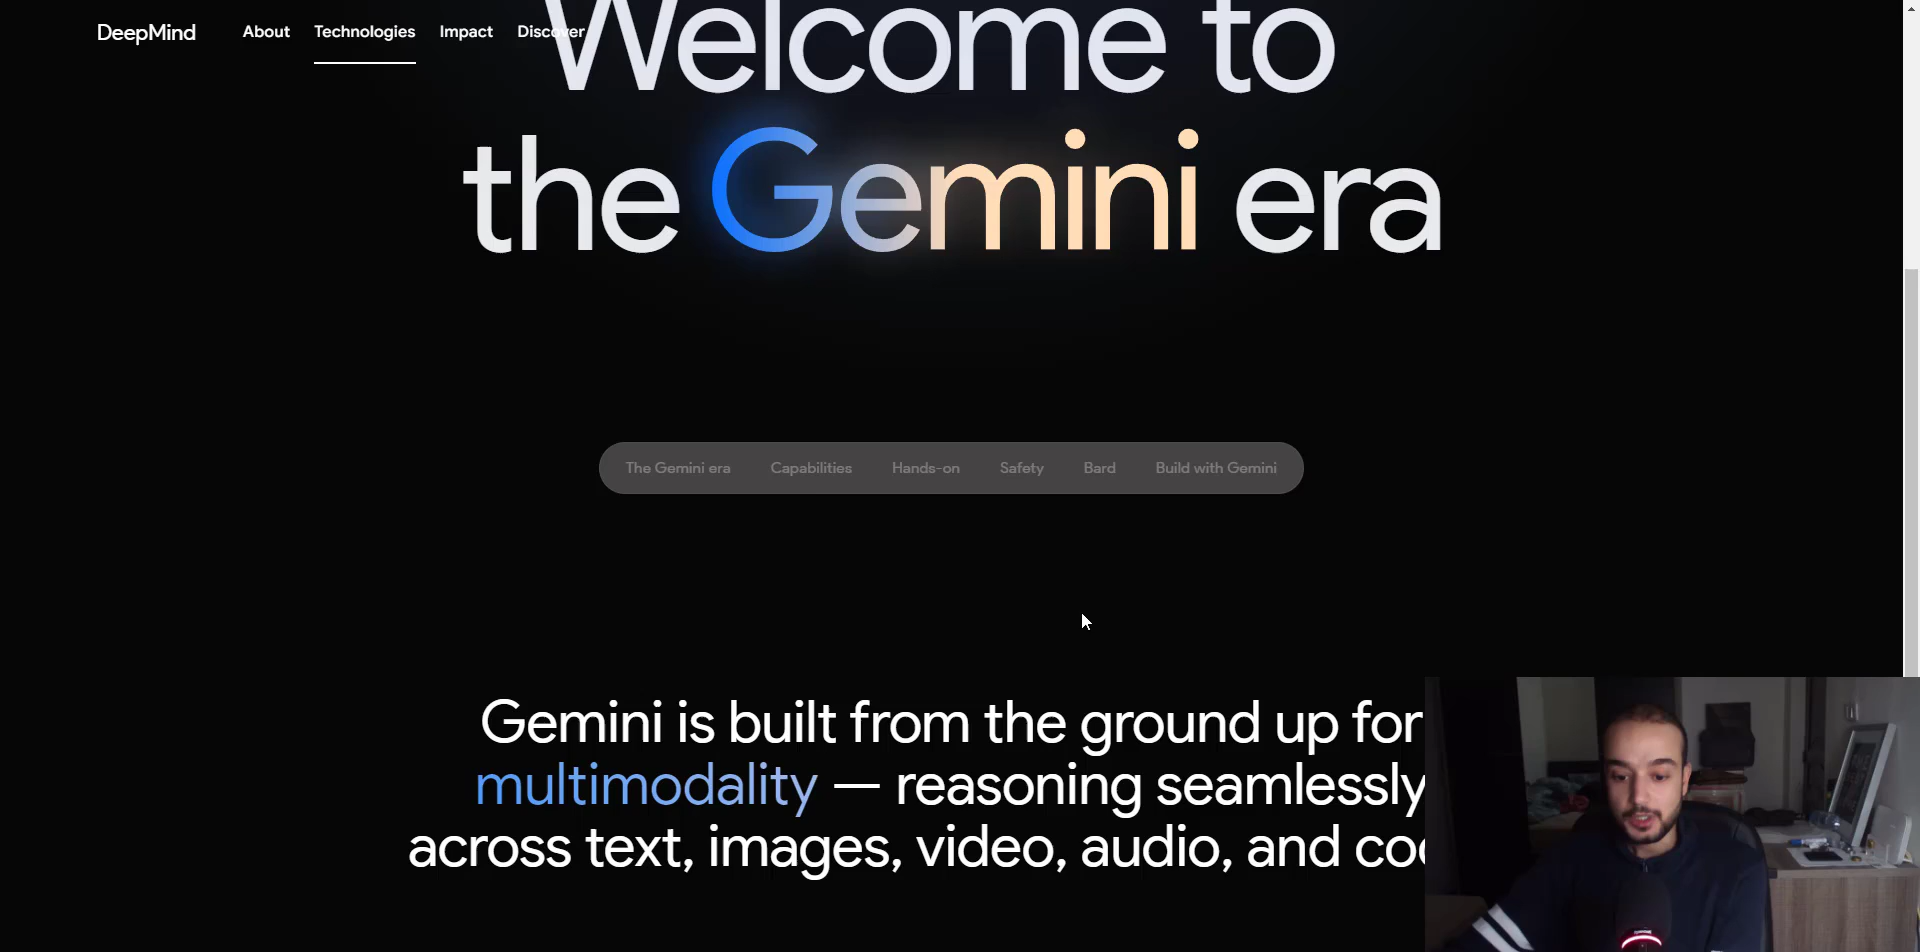 DeepMind About Technologies Impact Discover
Welcome to
the Gemini era
The Gemini era Capabilities Hands-on Safety Bard Build with Gemini
Gemini is built from the ground up for
multimodality — reasoning seamlessly
across text, images, video, audio, and